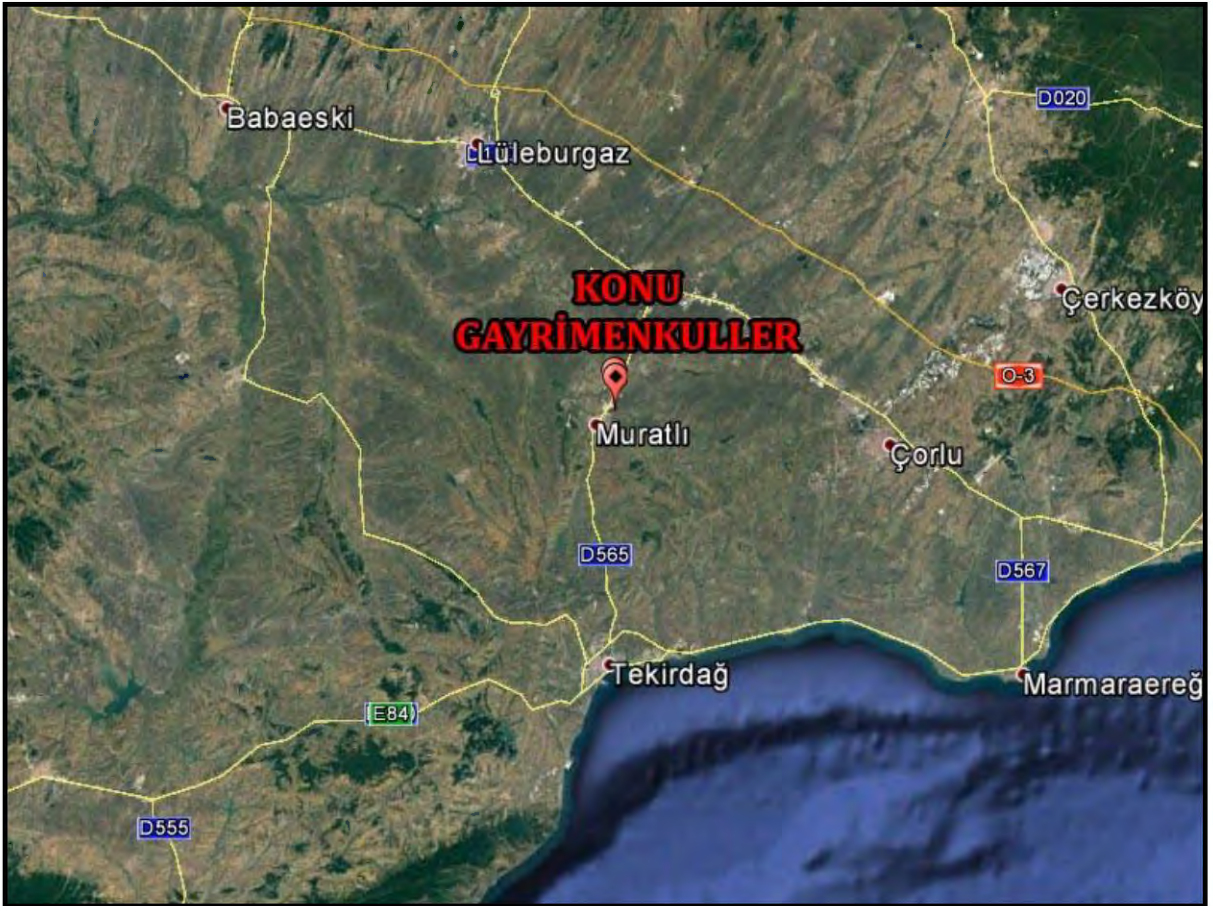 D020
Babaeski
Lüleburgaz
KONU
GAYRİMENKULLER
Çerkezköy
O-3
Muratlı
Çorlu
D565
D567
Tekirdağ
Marmaraereğ
E84
D555